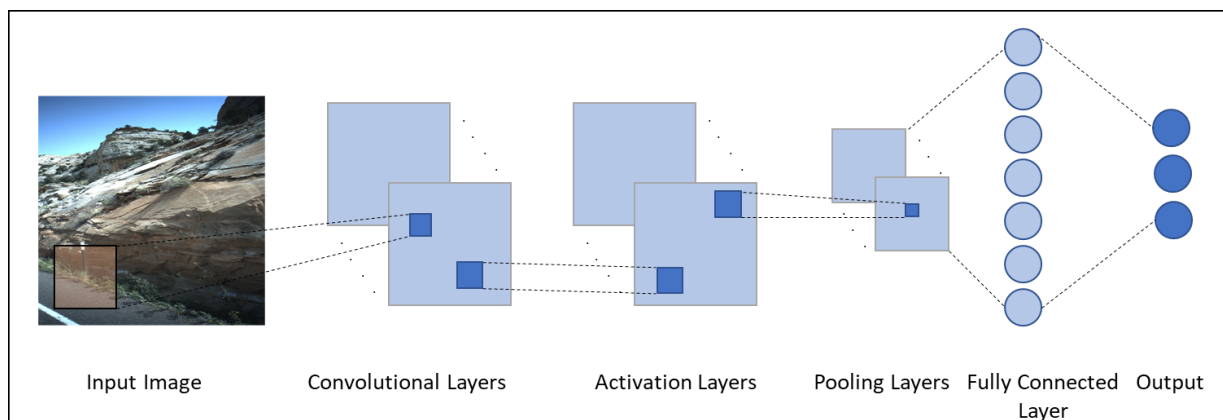 Input Image
Convolutional Layers
Activation Layers
Pooling Layers
Fully Connected
Layer
Output